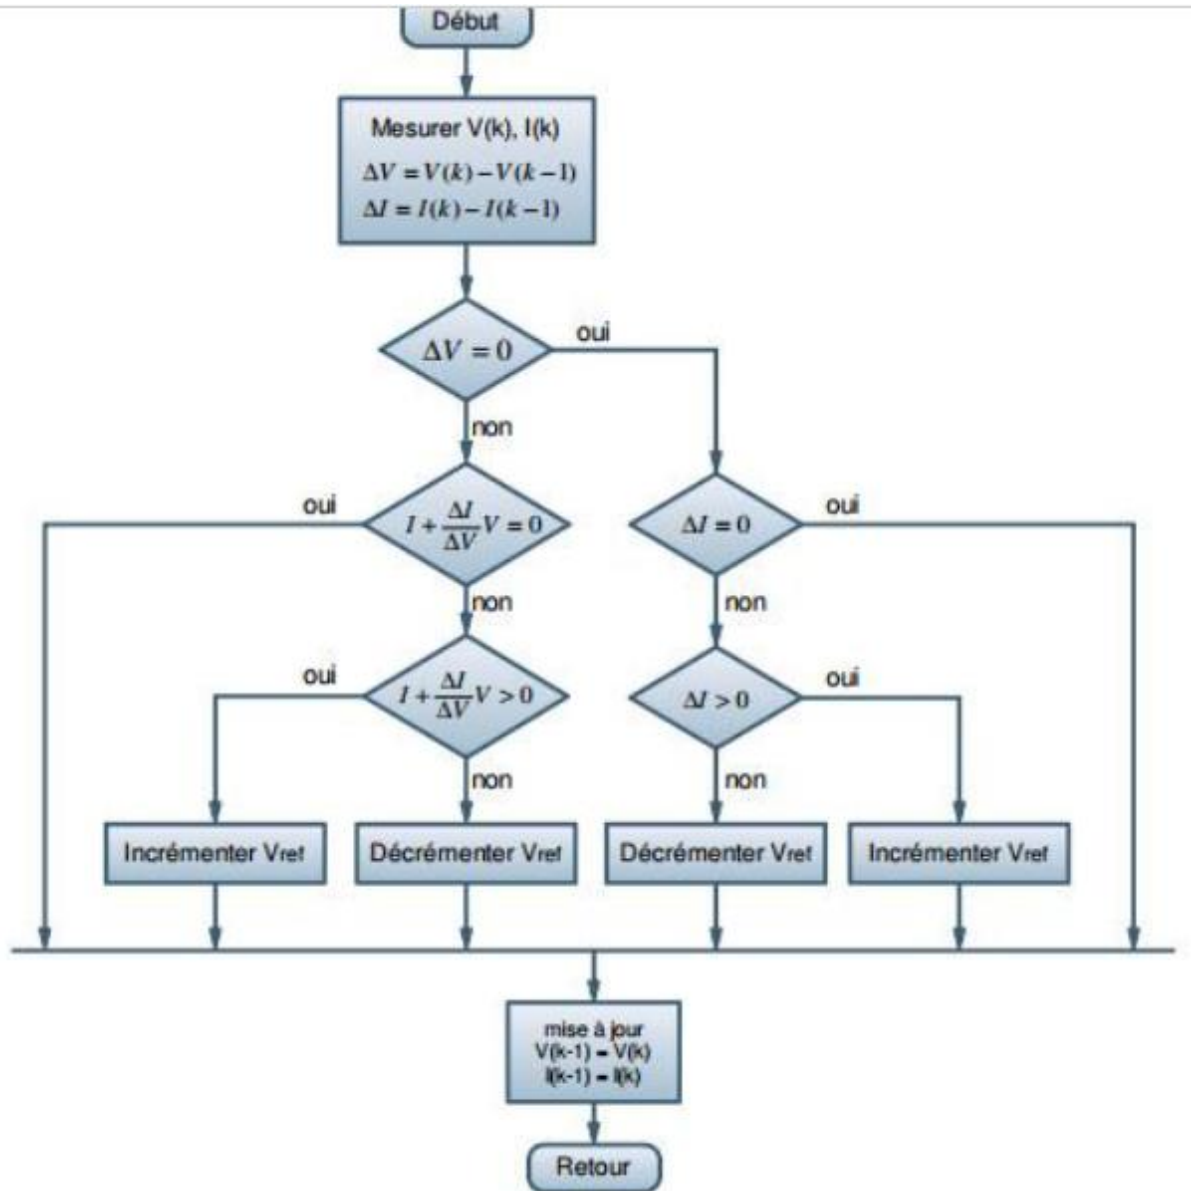 Début
Mesurer V(k), I(k)
ΔV = V(k) − V(k − 1)
ΔI = I(k) − I(k − 1)
ΔV = 0
oui
non
I + ΔI/ΔV V = 0
oui
non
ΔI = 0
oui
non
I + ΔI/ΔV V > 0
oui
non
ΔI > 0
oui
non
Incrémenter Vref
Décrémenter Vref
Décrémenter Vref
Incrémenter Vref
mise à jour
V(k-1) = V(k)
I(k-1) = I(k)
Retour